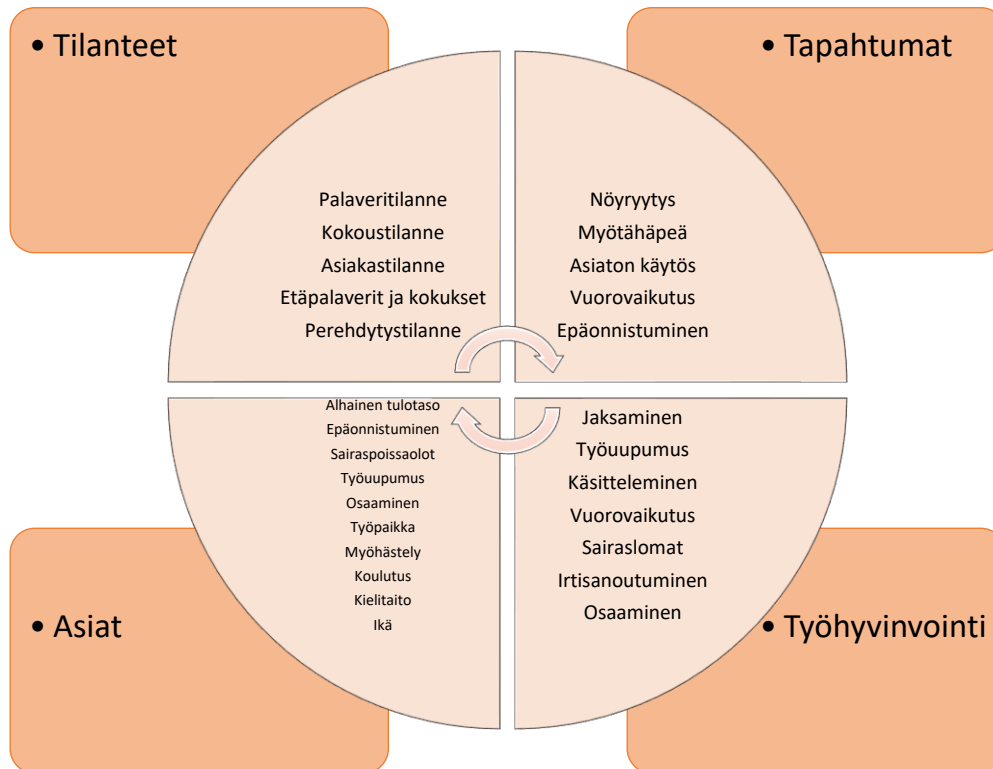 • Tilanteet
Palaveritilanne
Kokoustilanne
Asiakastilanne
Etäpalaverit ja kokukset
Perehdytystilanne
• Tapahtumat
Nöyryytys
Myötähäpeä
Asiaton käytös
Vuorovaikutus
Epäonnistuminen
• Asiat
Alhainen tulotaso
Epäonnistuminen
Sairaspoissaolot
Työuupumus
Osaaminen
Työpaikka
Myöhästely
Koulutus
Kielitaito
Ikä
• Työhyvinvointi
Jaksaminen
Työuupumus
Käsitteleminen
Vuorovaikutus
Sairaslomat
Irtisanoutuminen
Osaaminen